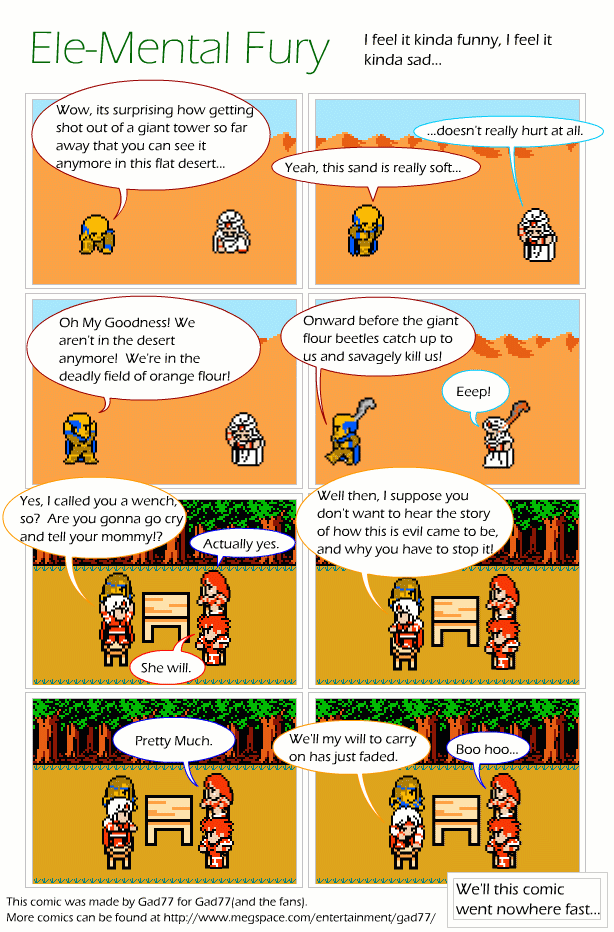 Ele-Mental Fury
I feel it kinda funny, I feel it
kinda sad...
Wow, its surprising how getting
shot out of a giant tower so far
away that you can see it
anymore in this flat desert...
Yeah, this sand is really soft...
...doesn't really hurt at all.
Oh My Goodness! We
aren't in the desert
anymore! We're in the
deadly field of orange flour!
Onward before the giant
flour beetles catch up to
us and savagely kill us!
Eeep!
Yes, I called you a wench,
so? Are you gonna go cry
and tell your mommy!?
Actually yes.
She will.
Well then, I suppose you
don't want to hear the story
of how this is evil came to be,
and why you have to stop it!
Pretty Much.
We'll my will to carry
on has just faded.
Boo hoo...
We'll this comic
went nowhere fast...
This comic was made by Gad77 for Gad77(and the fans).
More comics can be found at http://www.megspace.com/entertainment/gad77/